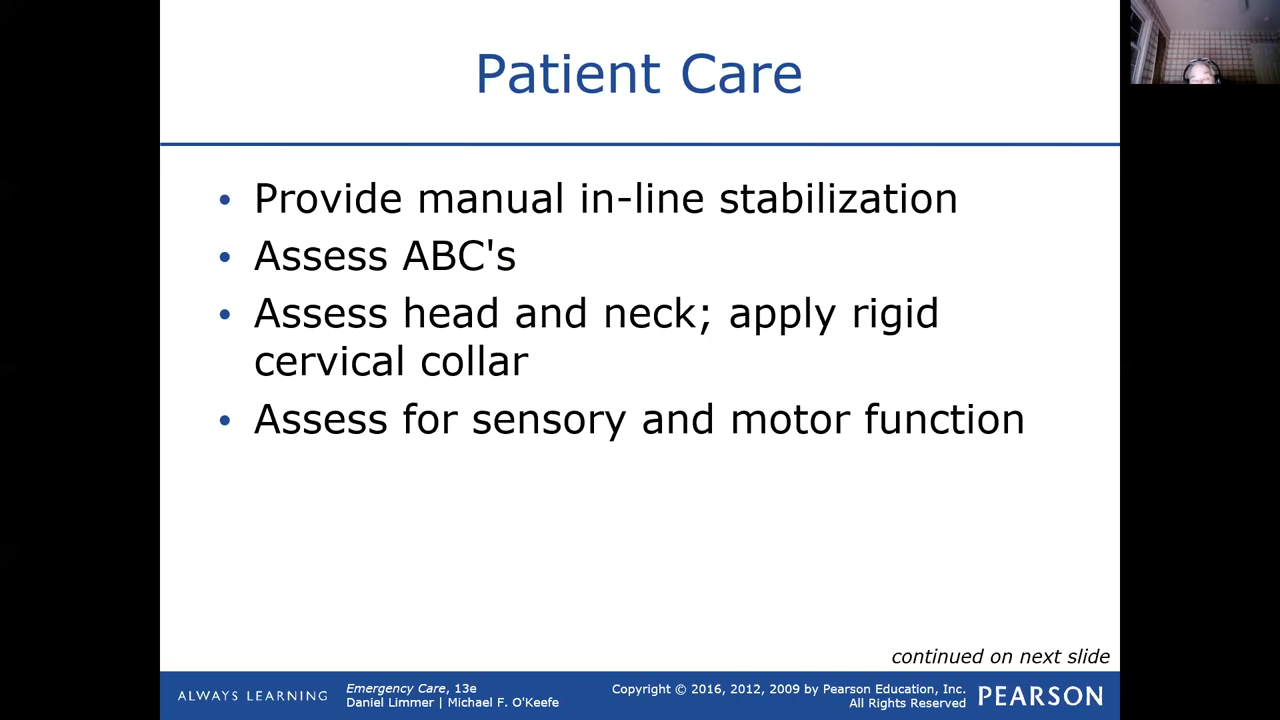 Patient Care
• Provide manual in-line stabilization
• Assess ABC's
• Assess head and neck; apply rigid
cervical collar
• Assess for sensory and motor function
continued on next slide
ALWAYS LEARNING
Emergency Care, 13e
Daniel Limmer | Michael F. O'Keefe
Copyright © 2016, 2012, 2009 by Pearson Education, Inc.
All Rights Reserved
PEARSON